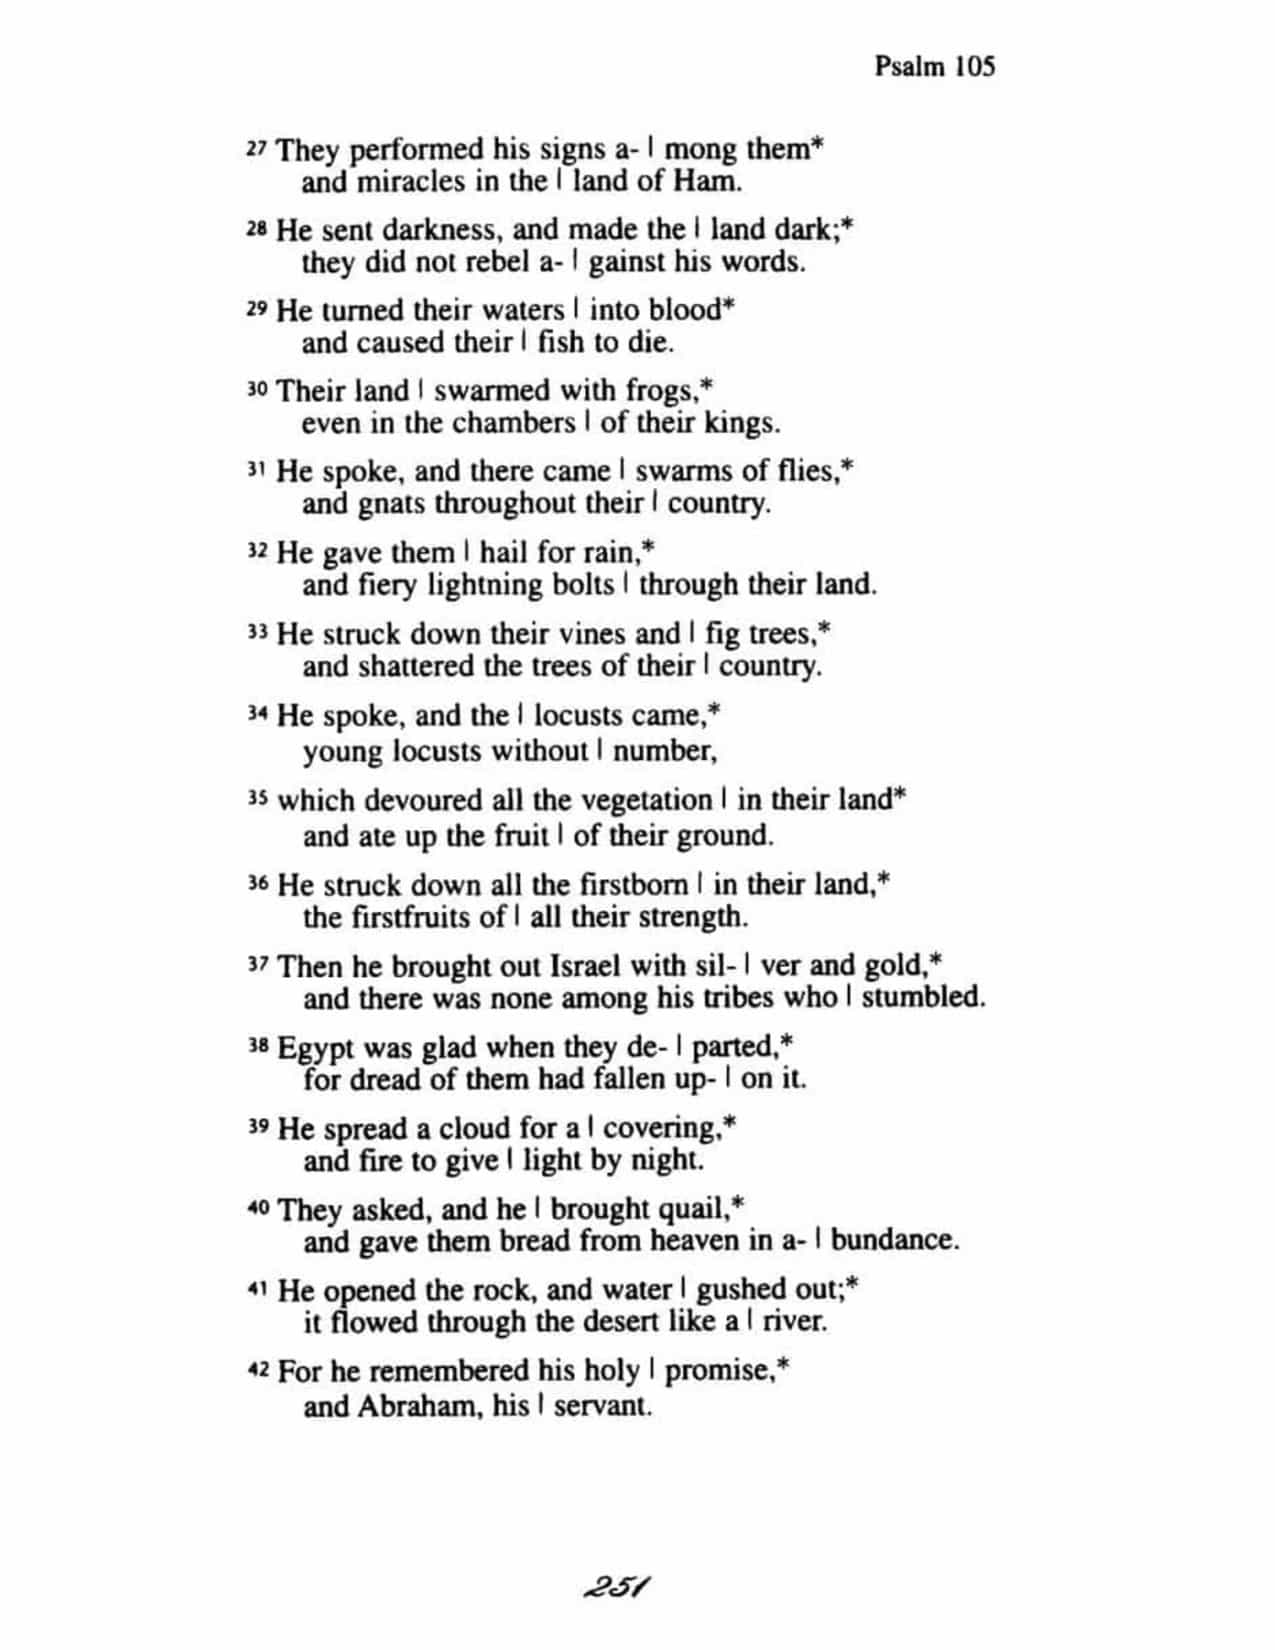 Psalm 105
27 They performed his signs a- | mong them*
and miracles in the | land of Ham.
28 He sent darkness, and made the | land dark;*
they did not rebel a- | gainst his words.
29 He turned their waters | into blood*
and caused their | fish to die.
30 Their land | swarmed with frogs,*
even in the chambers | of their kings.
31 He spoke, and there came | swarms of flies,*
and gnats throughout their | country.
32 He gave them | hail for rain,*
and fiery lightning bolts | through their land.
33 He struck down their vines and | fig trees,*
and shattered the trees of their | country.
34 He spoke, and the | locusts came,*
young locusts without | number,
35 which devoured all the vegetation | in their land*
and ate up the fruit | of their ground.
36 He struck down all the firstborn | in their land,*
the firstfruits of | all their strength.
37 Then he brought out Israel with sil- | ver and gold,*
and there was none among his tribes who | stumbled.
38 Egypt was glad when they de- | parted,*
for dread of them had fallen up- | on it.
39 He spread a cloud for a | covering,*
and fire to give | light by night.
40 They asked, and he | brought quail,*
and gave them bread from heaven in a- | bundance.
41 He opened the rock, and water | gushed out;*
it flowed through the desert like a | river.
42 For he remembered his holy | promise,*
and Abraham, his | servant.
251